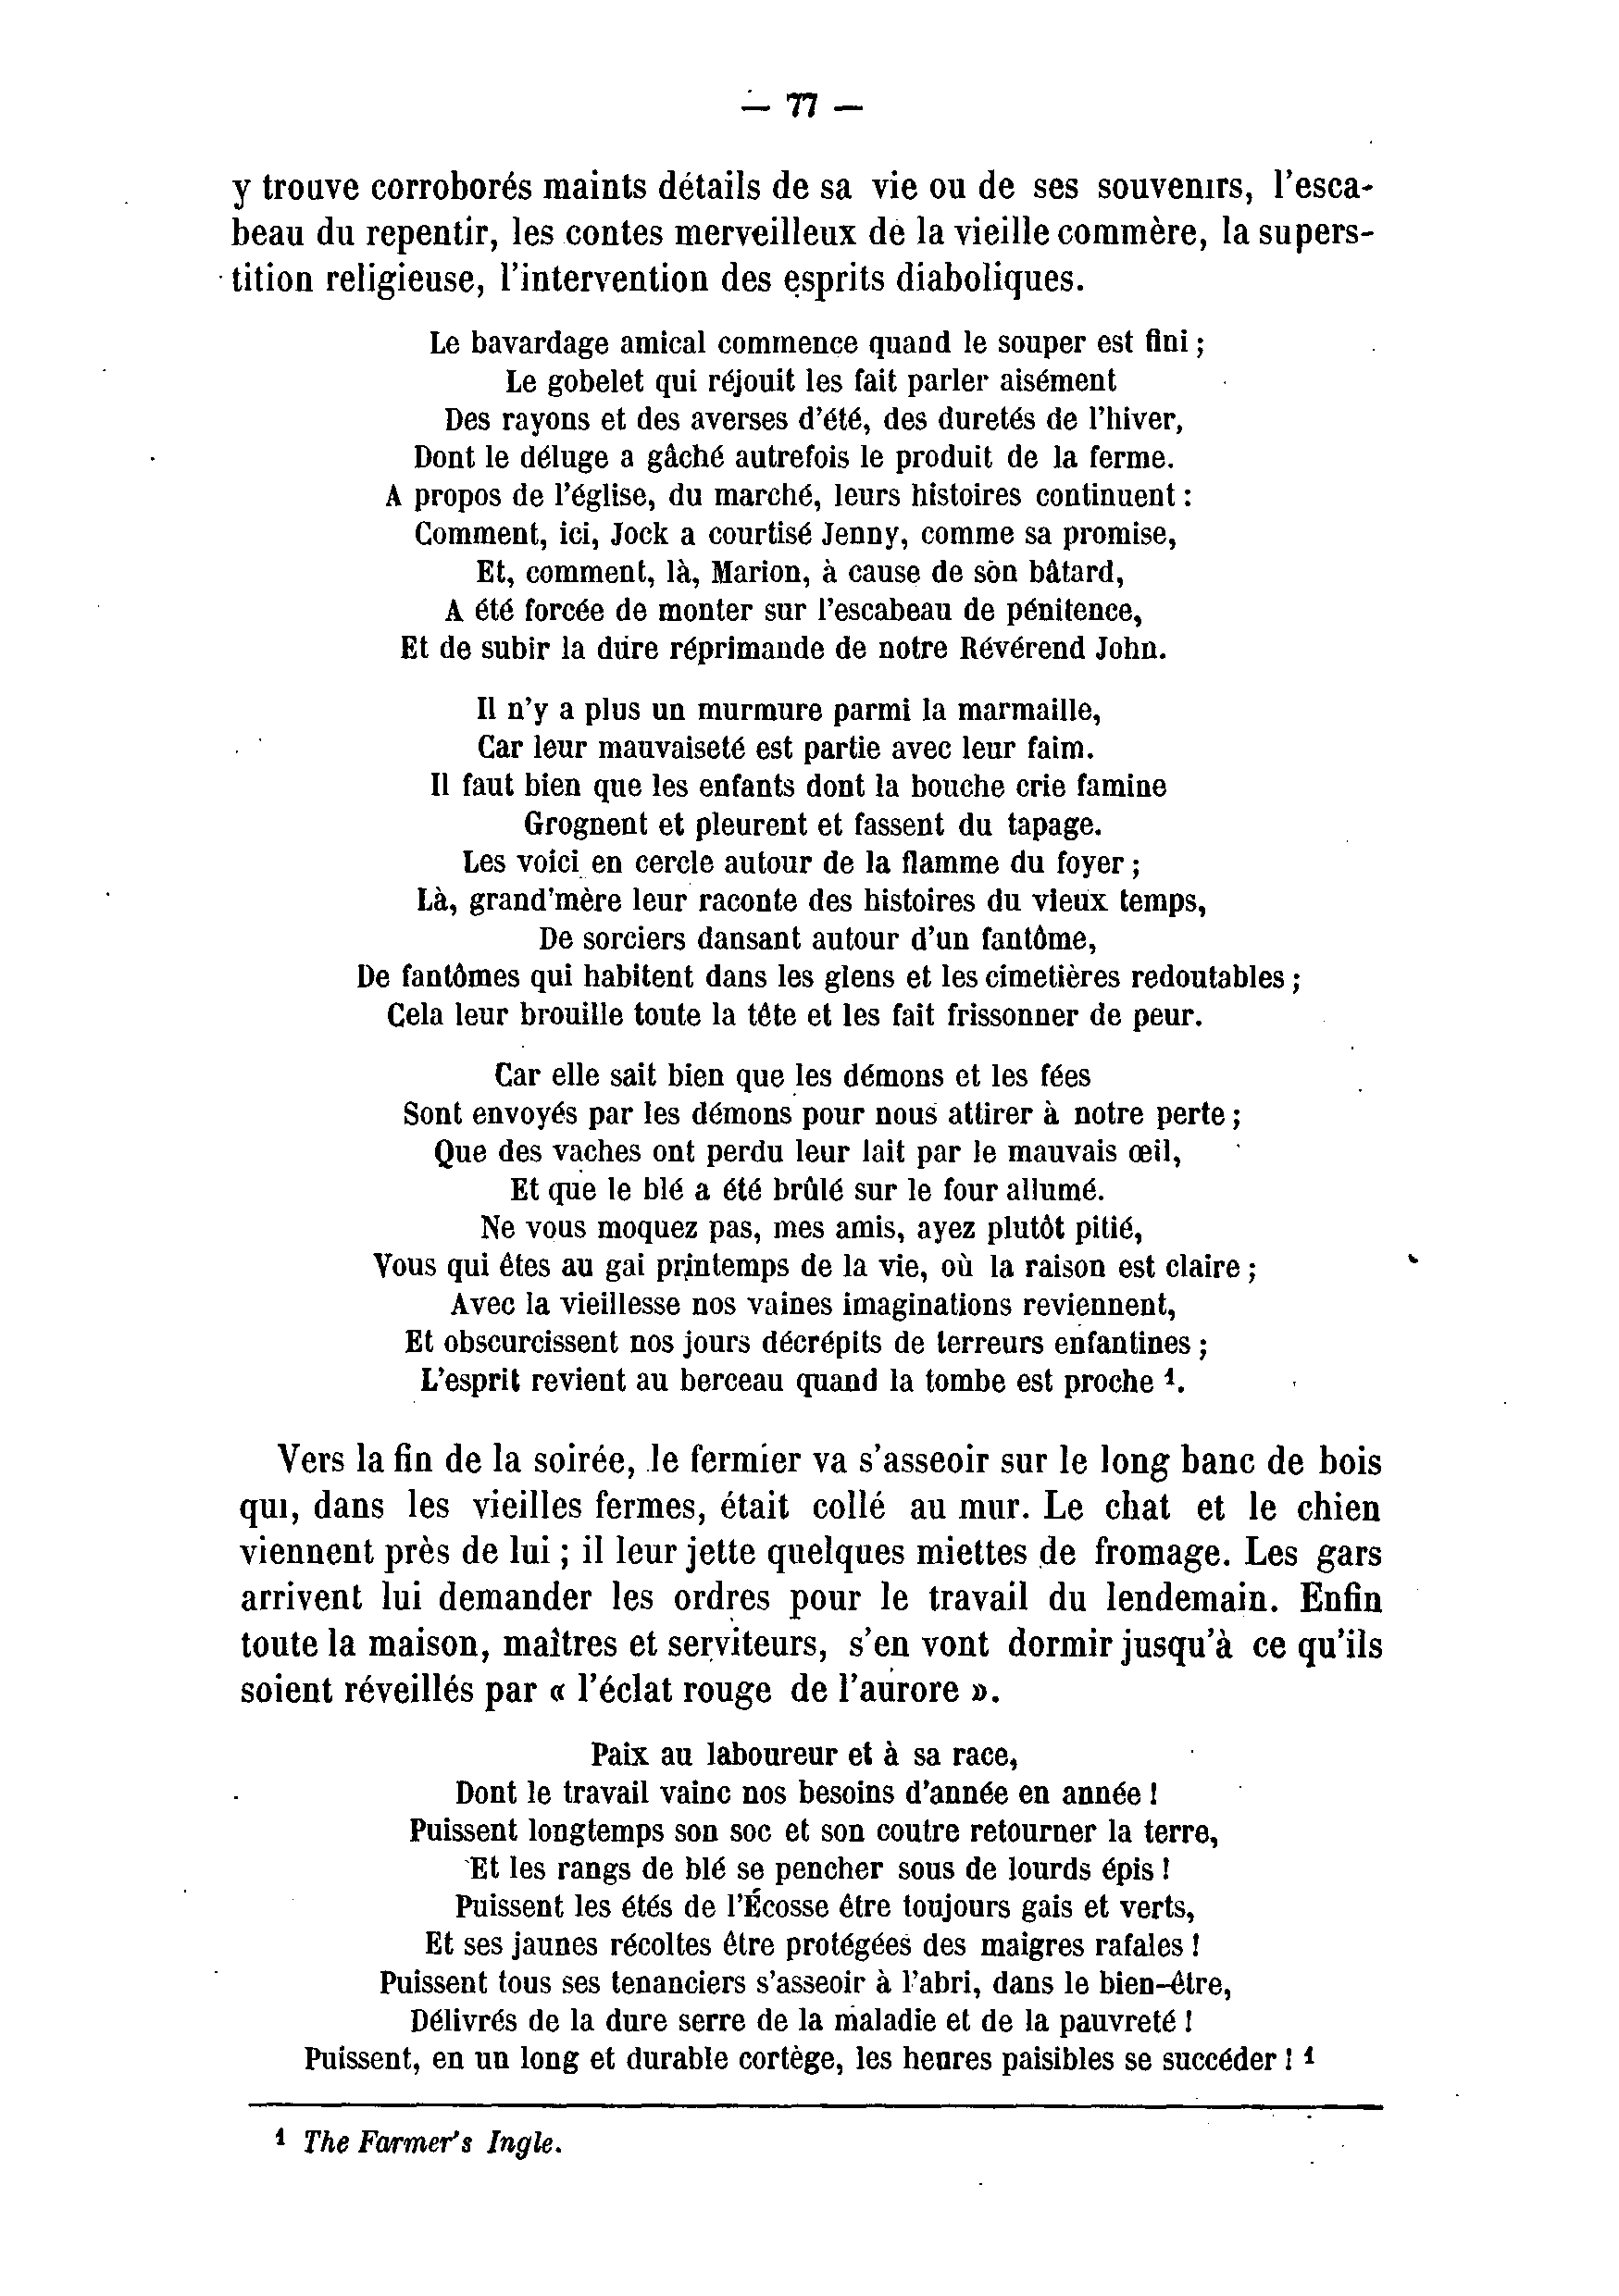 — 77 —
y trouve corroborés maints détails de sa vie ou de ses souvenirs, l'esca-
beau du repentir, les contes merveilleux de la vieille commère, la supers-
tition religieuse, l'intervention des esprits diaboliques.
Le bavardage amical commence quand le souper est fini ;
Le gobelet qui réjouit les fait parler aisément
Des rayons et des averses d'été, des duretés de l'hiver,
Dont le déluge a gâché autrefois le produit de la ferme.
A propos de l'église, du marché, leurs histoires continuent :
Comment, ici, Jock a courtisé Jenny, comme sa promise,
Et, comment, là, Marion, à cause de son bâtard,
A été forcée de monter sur l'escabeau de pénitence,
Et de subir la dure réprimande de notre Révérend John.
Il n'y a plus un murmure parmi la marmaille,
Car leur mauvaiseté est partie avec leur faim.
Il faut bien que les enfants dont la bouche crie famine
Grognent et pleurent et fassent du tapage.
Les voici en cercle autour de la flamme du foyer ;
Là, grand'mère leur raconte des histoires du vieux temps,
De sorciers dansant autour d'un fantôme,
De fantômes qui habitent dans les glens et les cimetières redoutables ;
Cela leur brouille toute la tête et les fait frissonner de peur.
Car elle sait bien que les démons et les fées
Sont envoyés par les démons pour nous attirer à notre perte ;
Que des vaches ont perdu leur lait par le mauvais œil,
Et que le blé a été brûlé sur le four allumé.
Ne vous moquez pas, mes amis, ayez plutôt pitié,
Vous qui êtes au gai printemps de la vie, où la raison est claire ;
Avec la vieillesse nos vaines imaginations reviennent,
Et obscurcissent nos jours décrépits de terreurs enfantines ;
L'esprit revient au berceau quand la tombe est proche ¹.
Vers la fin de la soirée, le fermier va s'asseoir sur le long banc de bois
qui, dans les vieilles fermes, était collé au mur. Le chat et le chien
viennent près de lui ; il leur jette quelques miettes de fromage. Les gars
arrivent lui demander les ordres pour le travail du lendemain. Enfin
toute la maison, maîtres et serviteurs, s'en vont dormir jusqu'à ce qu'ils
soient réveillés par « l'éclat rouge de l'aurore ».
Paix au laboureur et à sa race,
Dont le travail vainc nos besoins d'année en année !
Puissent longtemps son soc et son coutre retourner la terre,
Et les rangs de blé se pencher sous de lourds épis !
Puissent les étés de l'Écosse être toujours gais et verts,
Et ses jaunes récoltes être protégées des maigres rafales !
Puissent tous ses tenanciers s'asseoir à l'abri, dans le bien-être,
Délivrés de la dure serre de la maladie et de la pauvreté !
Puissent, en un long et durable cortège, les heures paisibles se succéder ! ¹
¹ The Farmer's Ingle.